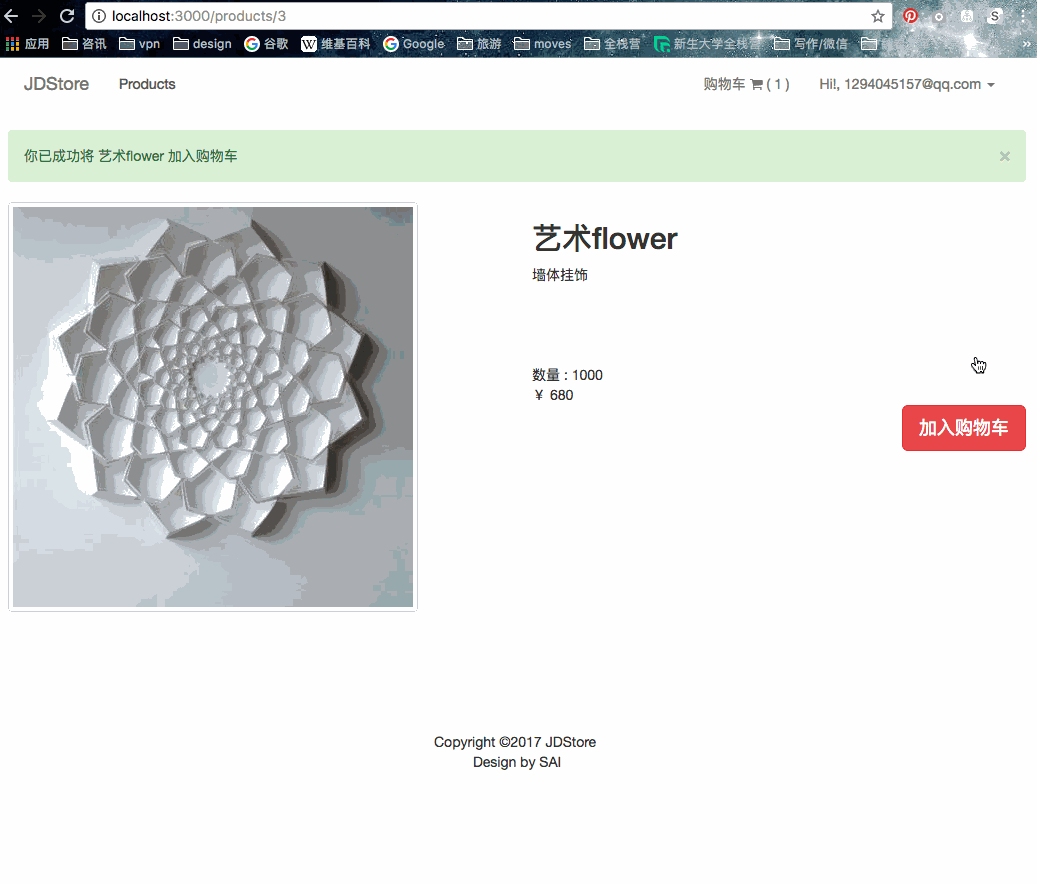 localhost:3000/products/3
应用 咨讯 vpn design 谷歌 维基百科 Google 旅游 moves 全栈营 新生大学全栈营 写作/微信 »
JDStore Products 购物车 ( 1 ) Hi!, 1294045157@qq.com
你已成功将 艺术flower 加入购物车 ×
艺术flower
墙体挂饰
数量 : 1000
¥ 680
加入购物车
Copyright ©2017 JDStore
Design by SAI